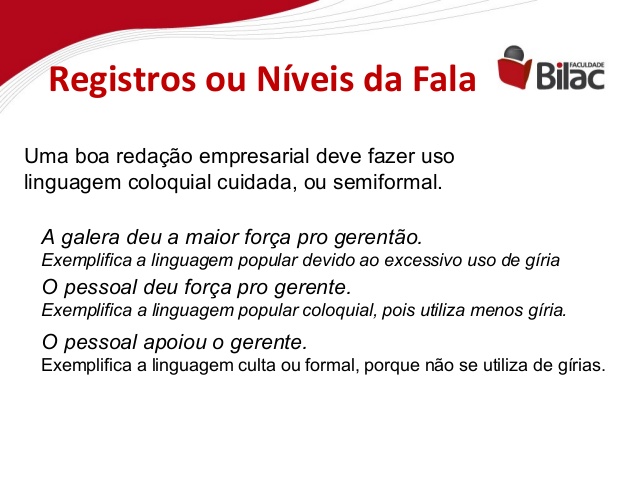 Registros ou Níveis da Fala
FACULDADE
Bilac
Uma boa redação empresarial deve fazer uso
linguagem coloquial cuidada, ou semiformal.
A galera deu a maior força pro gerentão.
Exemplifica a linguagem popular devido ao excessivo uso de gíria
O pessoal deu força pro gerente.
Exemplifica a linguagem popular coloquial, pois utiliza menos gíria.
O pessoal apoiou o gerente.
Exemplifica a linguagem culta ou formal, porque não se utiliza de gírias.